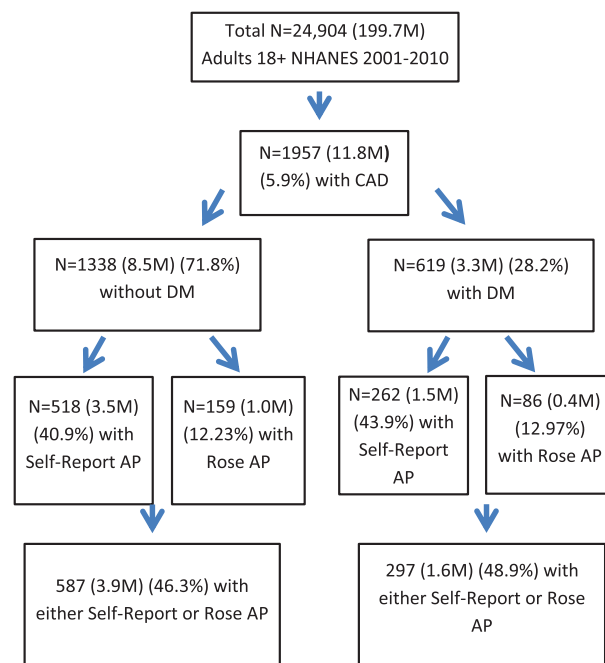 Total N=24,904 (199.7M)
Adults 18+ NHANES 2001-2010
N=1957 (11.8M)
(5.9%) with CAD
N=1338 (8.5M) (71.8%)
without DM
N=619 (3.3M) (28.2%)
with DM
N=518 (3.5M)
(40.9%) with
Self-Report AP
N=159 (1.0M)
(12.23%) with
Rose AP
N=262 (1.5M)
(43.9%) with
Self-Report
AP
N=86 (0.4M)
(12.97%)
with Rose AP
587 (3.9M) (46.3%) with
either Self-Report or Rose AP
297 (1.6M) (48.9%) with
either Self-Report or Rose
AP